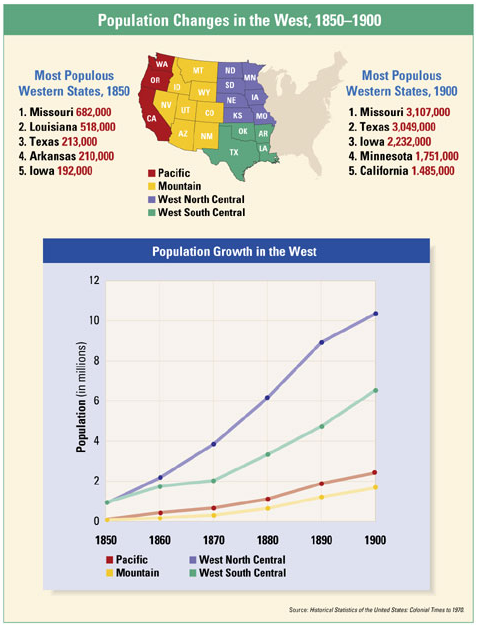 Population Changes in the West, 1850–1900
Most Populous
Western States, 1850
1. Missouri 682,000
2. Louisiana 518,000
3. Texas 213,000
4. Arkansas 210,000
5. Iowa 192,000
WA
OR
CA
MT
ID
WY
NV
UT
CO
AZ
NM
ND
MN
SD
NE
IA
KS
MO
OK
AR
TX
LA
Pacific
Mountain
West North Central
West South Central
Most Populous
Western States, 1900
1. Missouri 3,107,000
2. Texas 3,049,000
3. Iowa 2,232,000
4. Minnesota 1,751,000
5. California 1.485,000
Population Growth in the West
Population (in millions)
12
10
8
6
4
2
0
1850 1860 1870 1880 1890 1900
Pacific West North Central
Mountain West South Central
Source: Historical Statistics of the United States: Colonial Times to 1970.